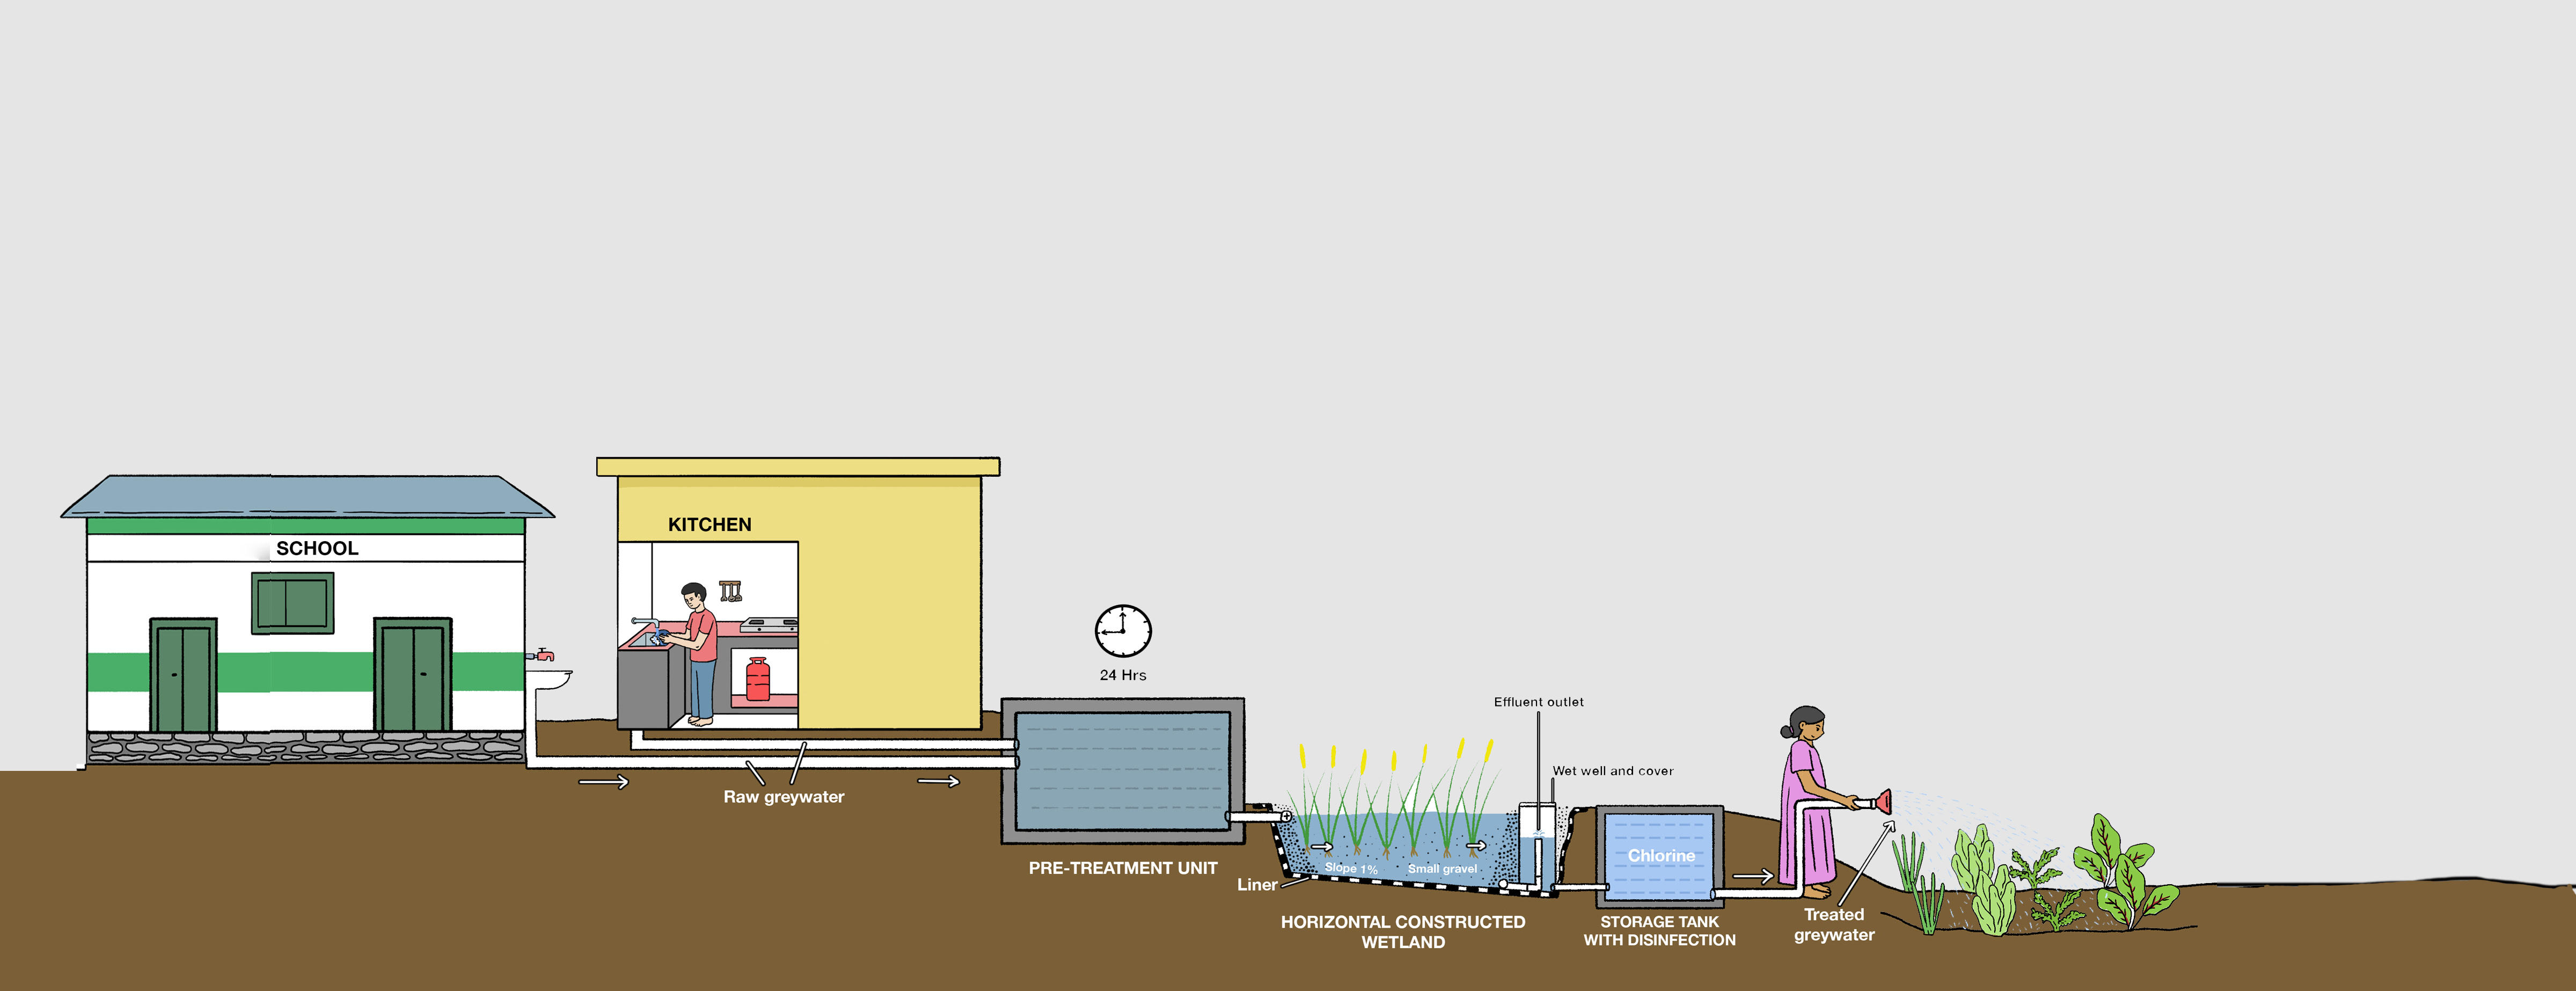 SCHOOL
KITCHEN
24 Hrs
Raw greywater
PRE-TREATMENT UNIT
Effluent outlet
Wet well and cover
Slope 1%
Small gravel
Liner
HORIZONTAL CONSTRUCTED
WETLAND
Chlorine
STORAGE TANK
WITH DISINFECTION
Treated
greywater